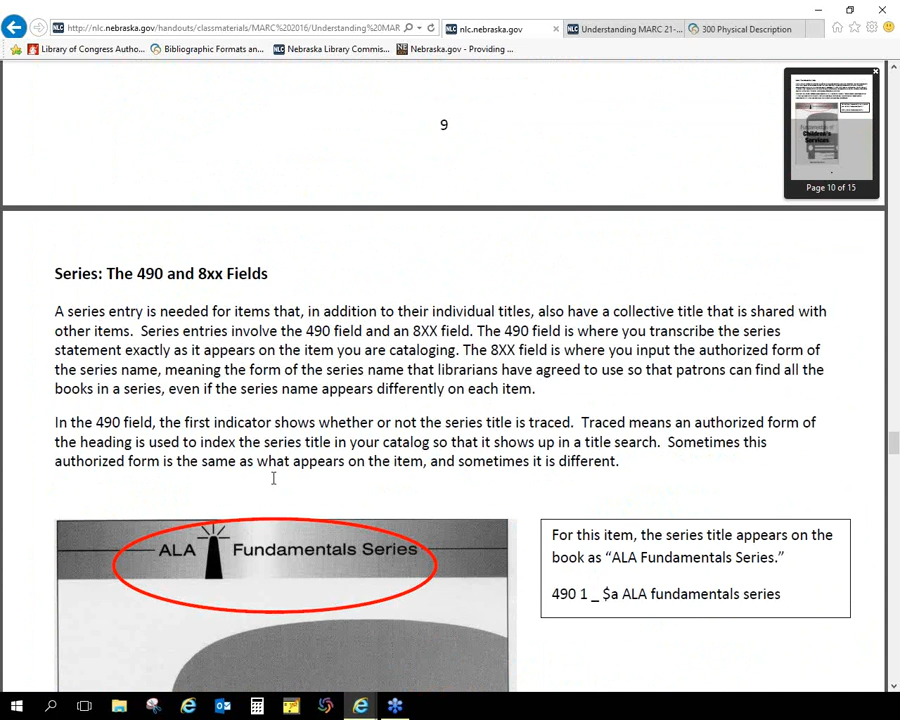 http://nlc.nebraska.gov/handouts/classmaterials/MARC%202016/Understanding%20MAR
nlc.nebraska.gov
Understanding MARC 21-...
300 Physical Description
Library of Congress Autho...
Bibliographic Formats an...
Nebraska Library Commis...
Nebraska.gov - Providing ...
9
Page 10 of 15
Series: The 490 and 8xx Fields
A series entry is needed for items that, in addition to their individual titles, also have a collective title that is shared with
other items.  Series entries involve the 490 field and an 8XX field. The 490 field is where you transcribe the series
statement exactly as it appears on the item you are cataloging. The 8XX field is where you input the authorized form of
the series name, meaning the form of the series name that librarians have agreed to use so that patrons can find all the
books in a series, even if the series name appears differently on each item.
In the 490 field, the first indicator shows whether or not the series title is traced.  Traced means an authorized form of
the heading is used to index the series title in your catalog so that it shows up in a title search.  Sometimes this
authorized form is the same as what appears on the item, and sometimes it is different.
ALA Fundamentals Series
For this item, the series title appears on the
book as “ALA Fundamentals Series.”
490 1 _ $a ALA fundamentals series